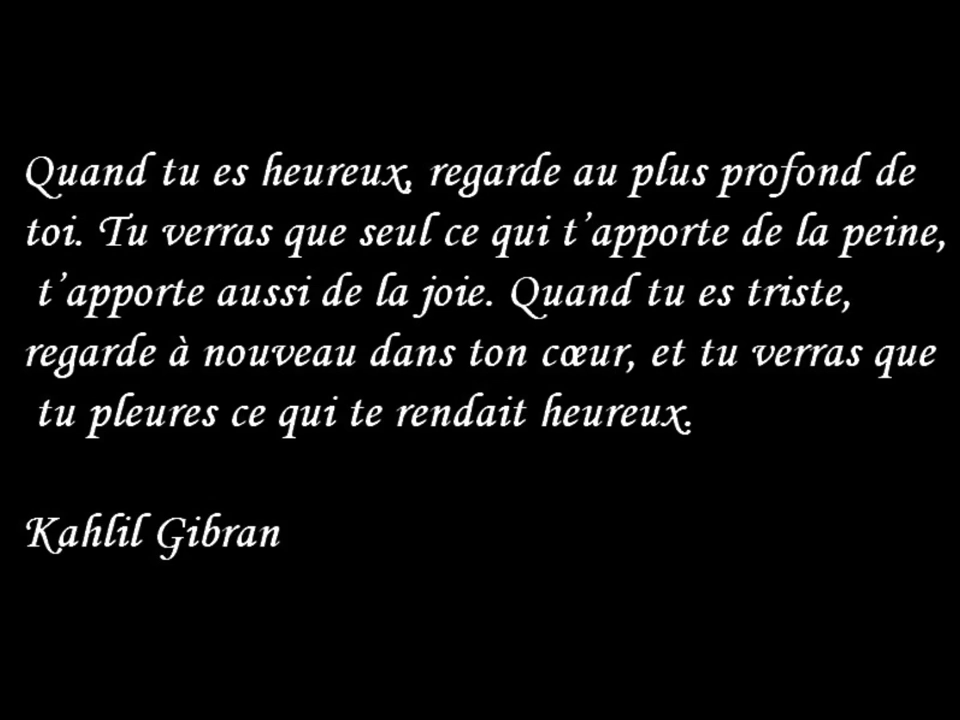 Quand tu es heureux, regarde au plus profond de
toi. Tu verras que seul ce qui t’apporte de la peine,
t’apporte aussi de la joie. Quand tu es triste,
regarde à nouveau dans ton cœur, et tu verras que
tu pleures ce qui te rendait heureux.
Kahlil Gibran